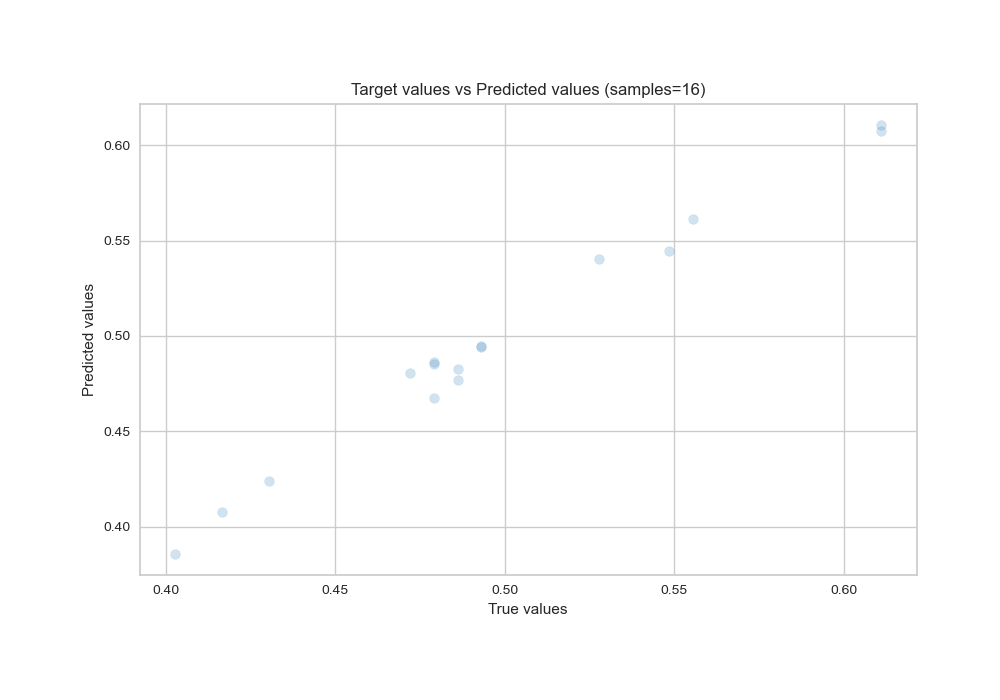 Target values vs Predicted values (samples=16)
0.60
0.55
0.50
0.45
0.40
Predicted values
0.40 0.45 0.50 0.55 0.60
True values